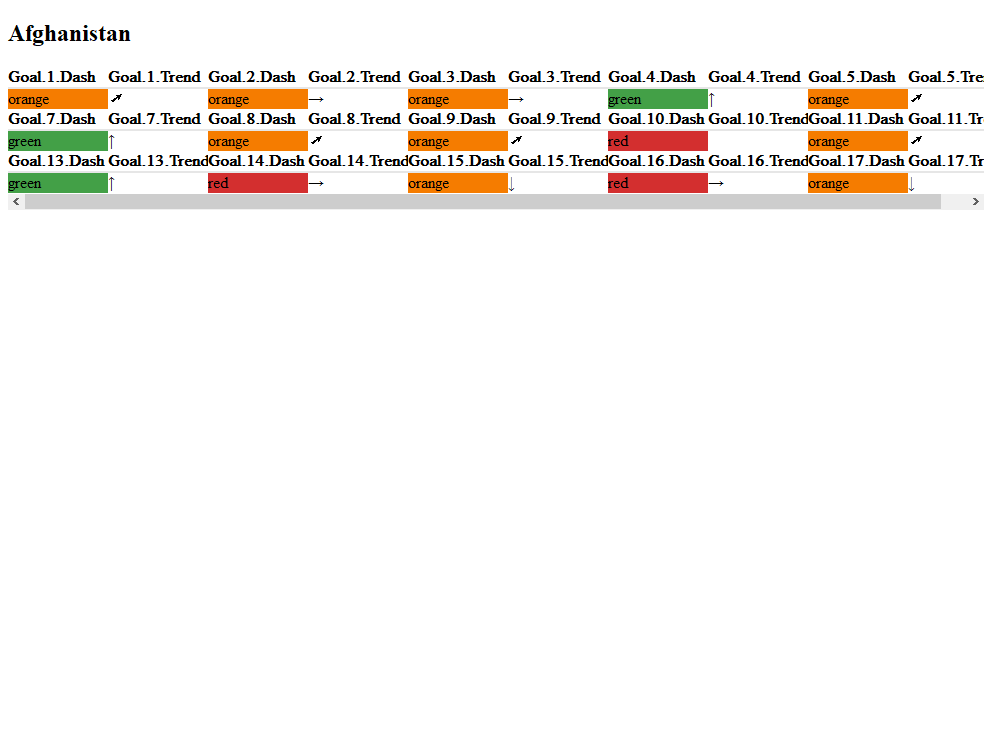 Afghanistan
Goal.1.Dash Goal.1.Trend Goal.2.Dash Goal.2.Trend Goal.3.Dash Goal.3.Trend Goal.4.Dash Goal.4.Trend Goal.5.Dash Goal.5.Tre
orange ➚ orange → orange → green ↑ orange ➚
Goal.7.Dash Goal.7.Trend Goal.8.Dash Goal.8.Trend Goal.9.Dash Goal.9.Trend Goal.10.Dash Goal.10.Trend Goal.11.Dash Goal.11.Tr
green ↑ orange ➚ orange ➚ red orange ➚
Goal.13.Dash Goal.13.Trend Goal.14.Dash Goal.14.Trend Goal.15.Dash Goal.15.Trend Goal.16.Dash Goal.16.Trend Goal.17.Dash Goal.17.Tr
green ↑ red → orange ↓ red → orange ↓